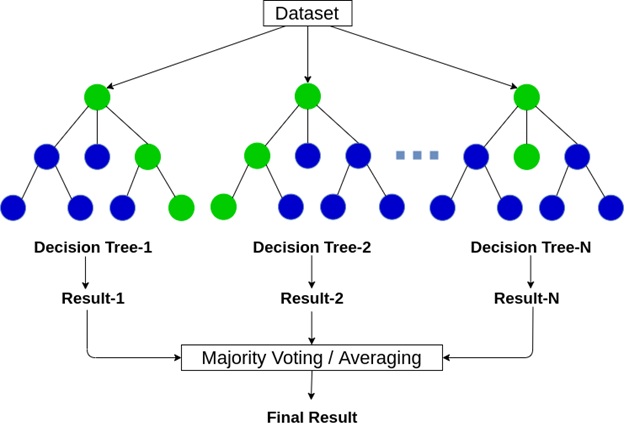 Dataset
Decision Tree-1
Decision Tree-2
Decision Tree-N
Result-1
Result-2
Result-N
Majority Voting / Averaging
Final Result